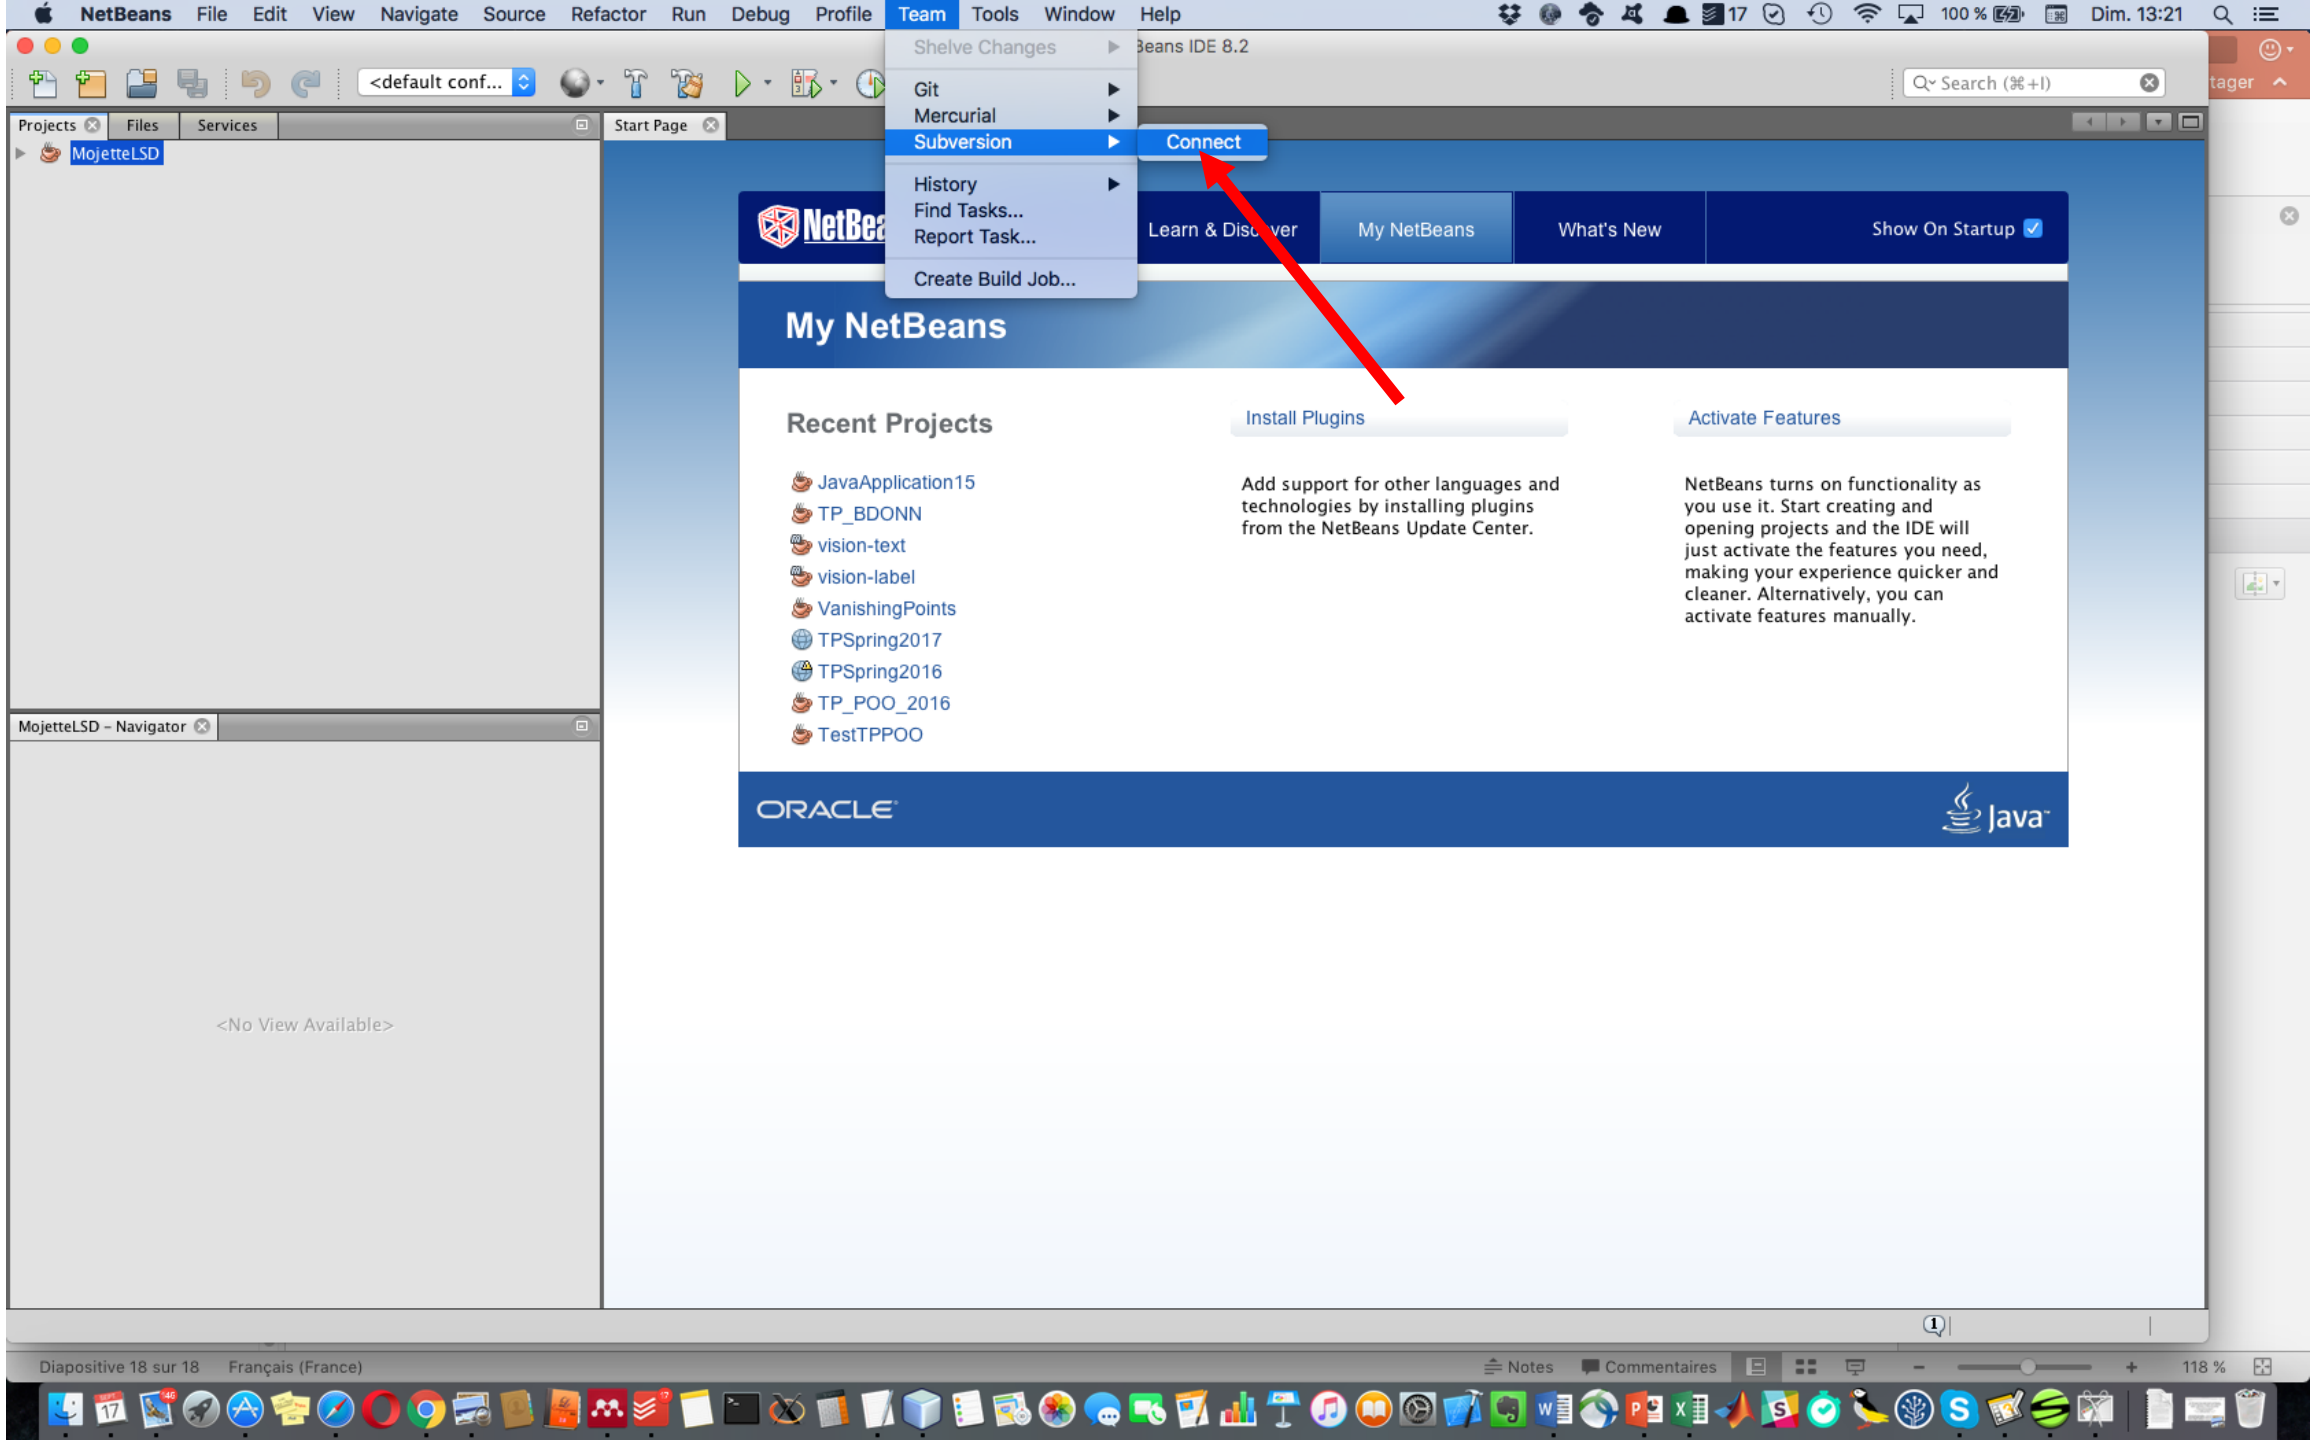 NetBeans File Edit View Navigate Source Refactor Run Debug Profile Team Tools Window Help 17 100 % Dim. 13:21
Shelve Changes
Beans IDE 8.2
<default conf...
Search (⌘+I)
tager
Git
Mercurial
Subversion
Connect
History
Find Tasks...
Report Task...
Create Build Job...
Projects Files Services
Start Page
MojetteLSD
NetBea
Learn & Discover My NetBeans What's New Show On Startup
My NetBeans
Recent Projects
JavaApplication15
TP_BDONN
vision-text
vision-label
VanishingPoints
TPSpring2017
TPSpring2016
TP_POO_2016
TestTPPOO
Install Plugins
Add support for other languages and
technologies by installing plugins
from the NetBeans Update Center.
Activate Features
NetBeans turns on functionality as
you use it. Start creating and
opening projects and the IDE will
just activate the features you need,
making your experience quicker and
cleaner. Alternatively, you can
activate features manually.
ORACLE
Java
MojetteLSD – Navigator
<No View Available>
1
Diapositive 18 sur 18 Français (France) Notes Commentaires 118 %
SEPT
17